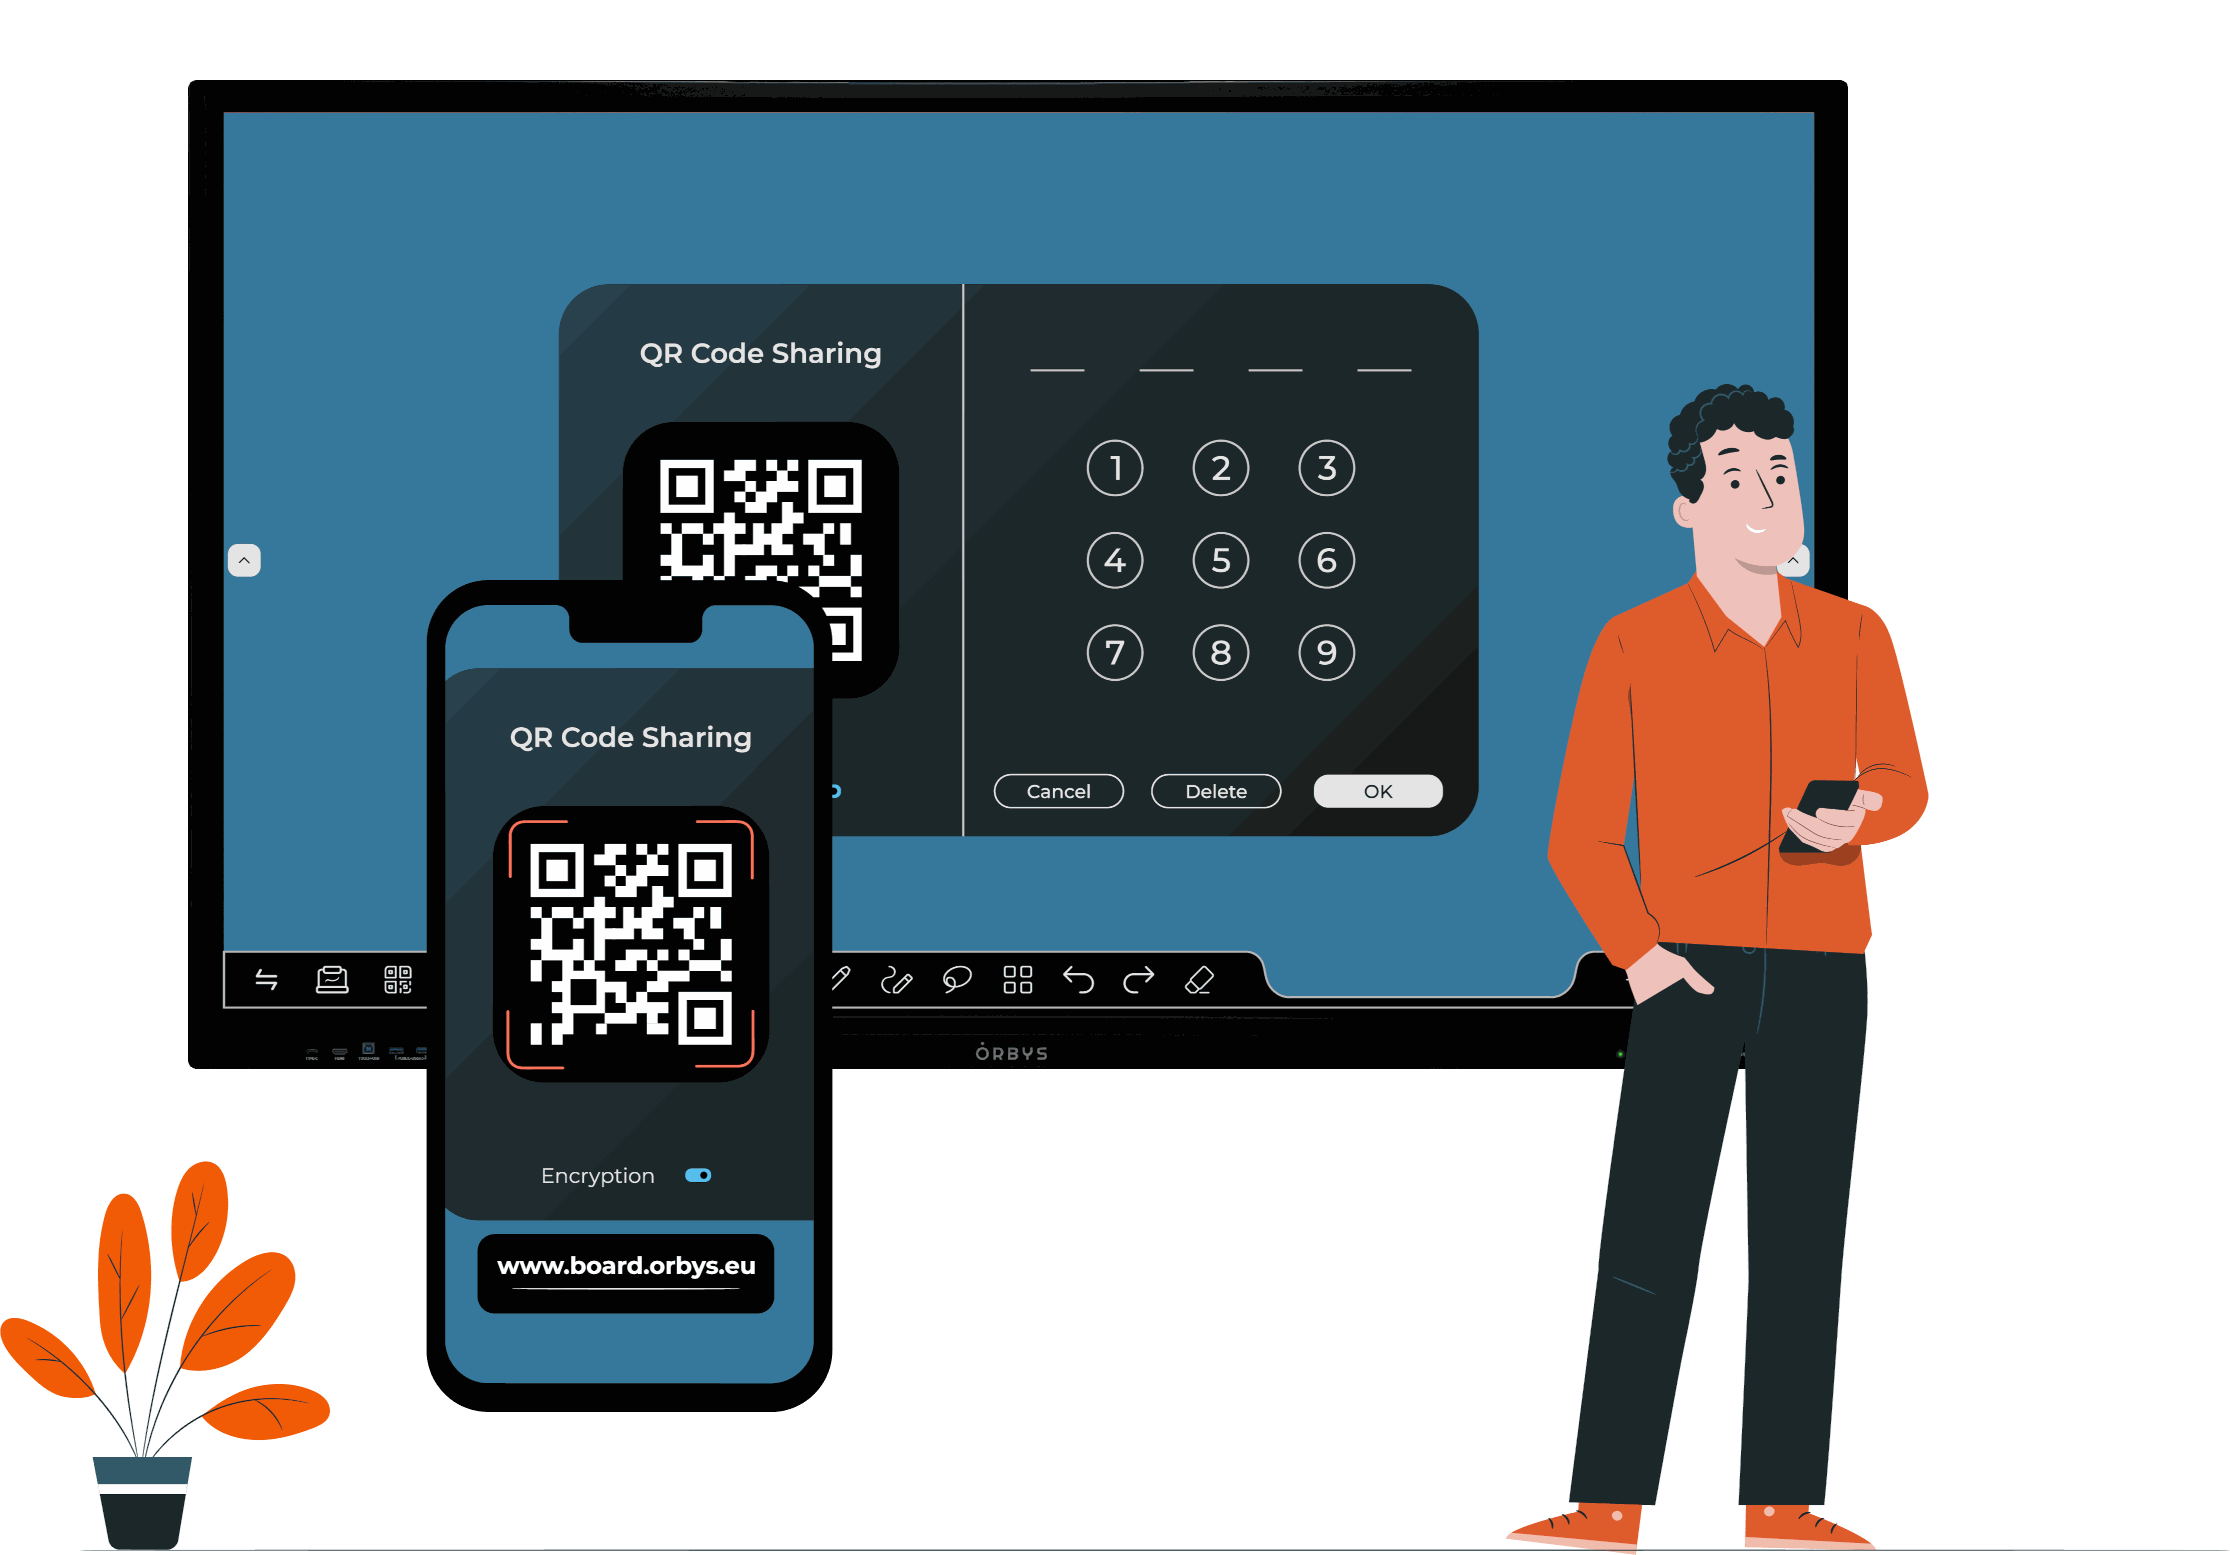 QR Code Sharing
1 2 3
4 5 6
7 8 9
Cancel Delete OK
QR Code Sharing
Encryption
www.board.orbys.eu
ÓRBYS